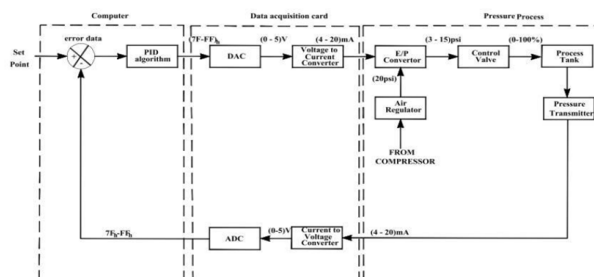 Computer
Data acquisition card
Pressure Process
error data
(7F-FF)h
(0-5)V
(4 - 20)mA
(3 - 15)psi
(0-100%)
Set
Point
PID
algorithm
DAC
Voltage to
Current
Converter
E/P
Convertor
Control
Valve
Process
Tank
(20psi)
Air
Regulator
Pressure
Transmitter
FROM
COMPRESSOR
7Fh-FFh
ADC
(0-5)V
Current to
Voltage
Converter
(4 - 20)mA